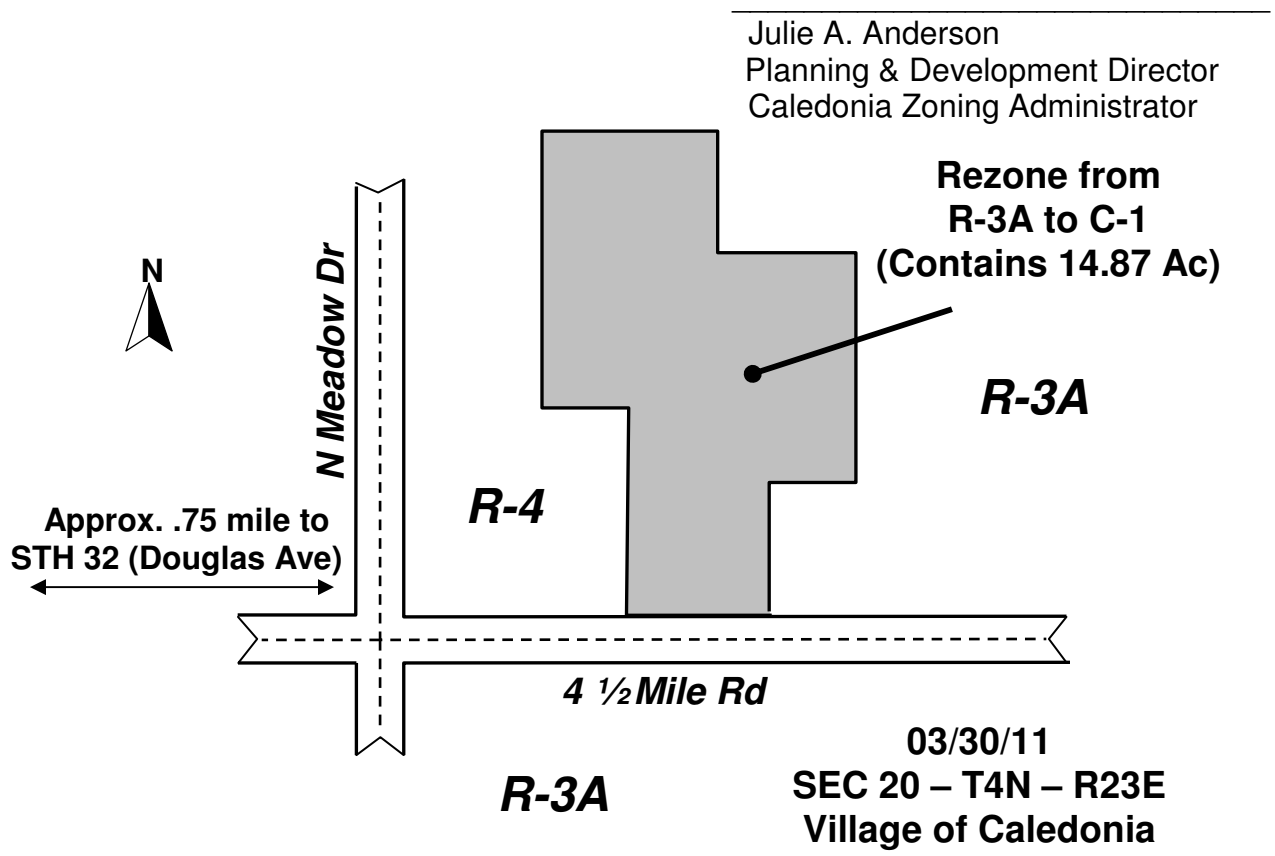 Julie A. Anderson
Planning & Development Director
Caledonia Zoning Administrator
Rezone from
R-3A to C-1
(Contains 14.87 Ac)
N
N Meadow Dr
R-3A
R-4
Approx. .75 mile to
STH 32 (Douglas Ave)
4 ½ Mile Rd
R-3A
03/30/11
SEC 20 – T4N – R23E
Village of Caledonia